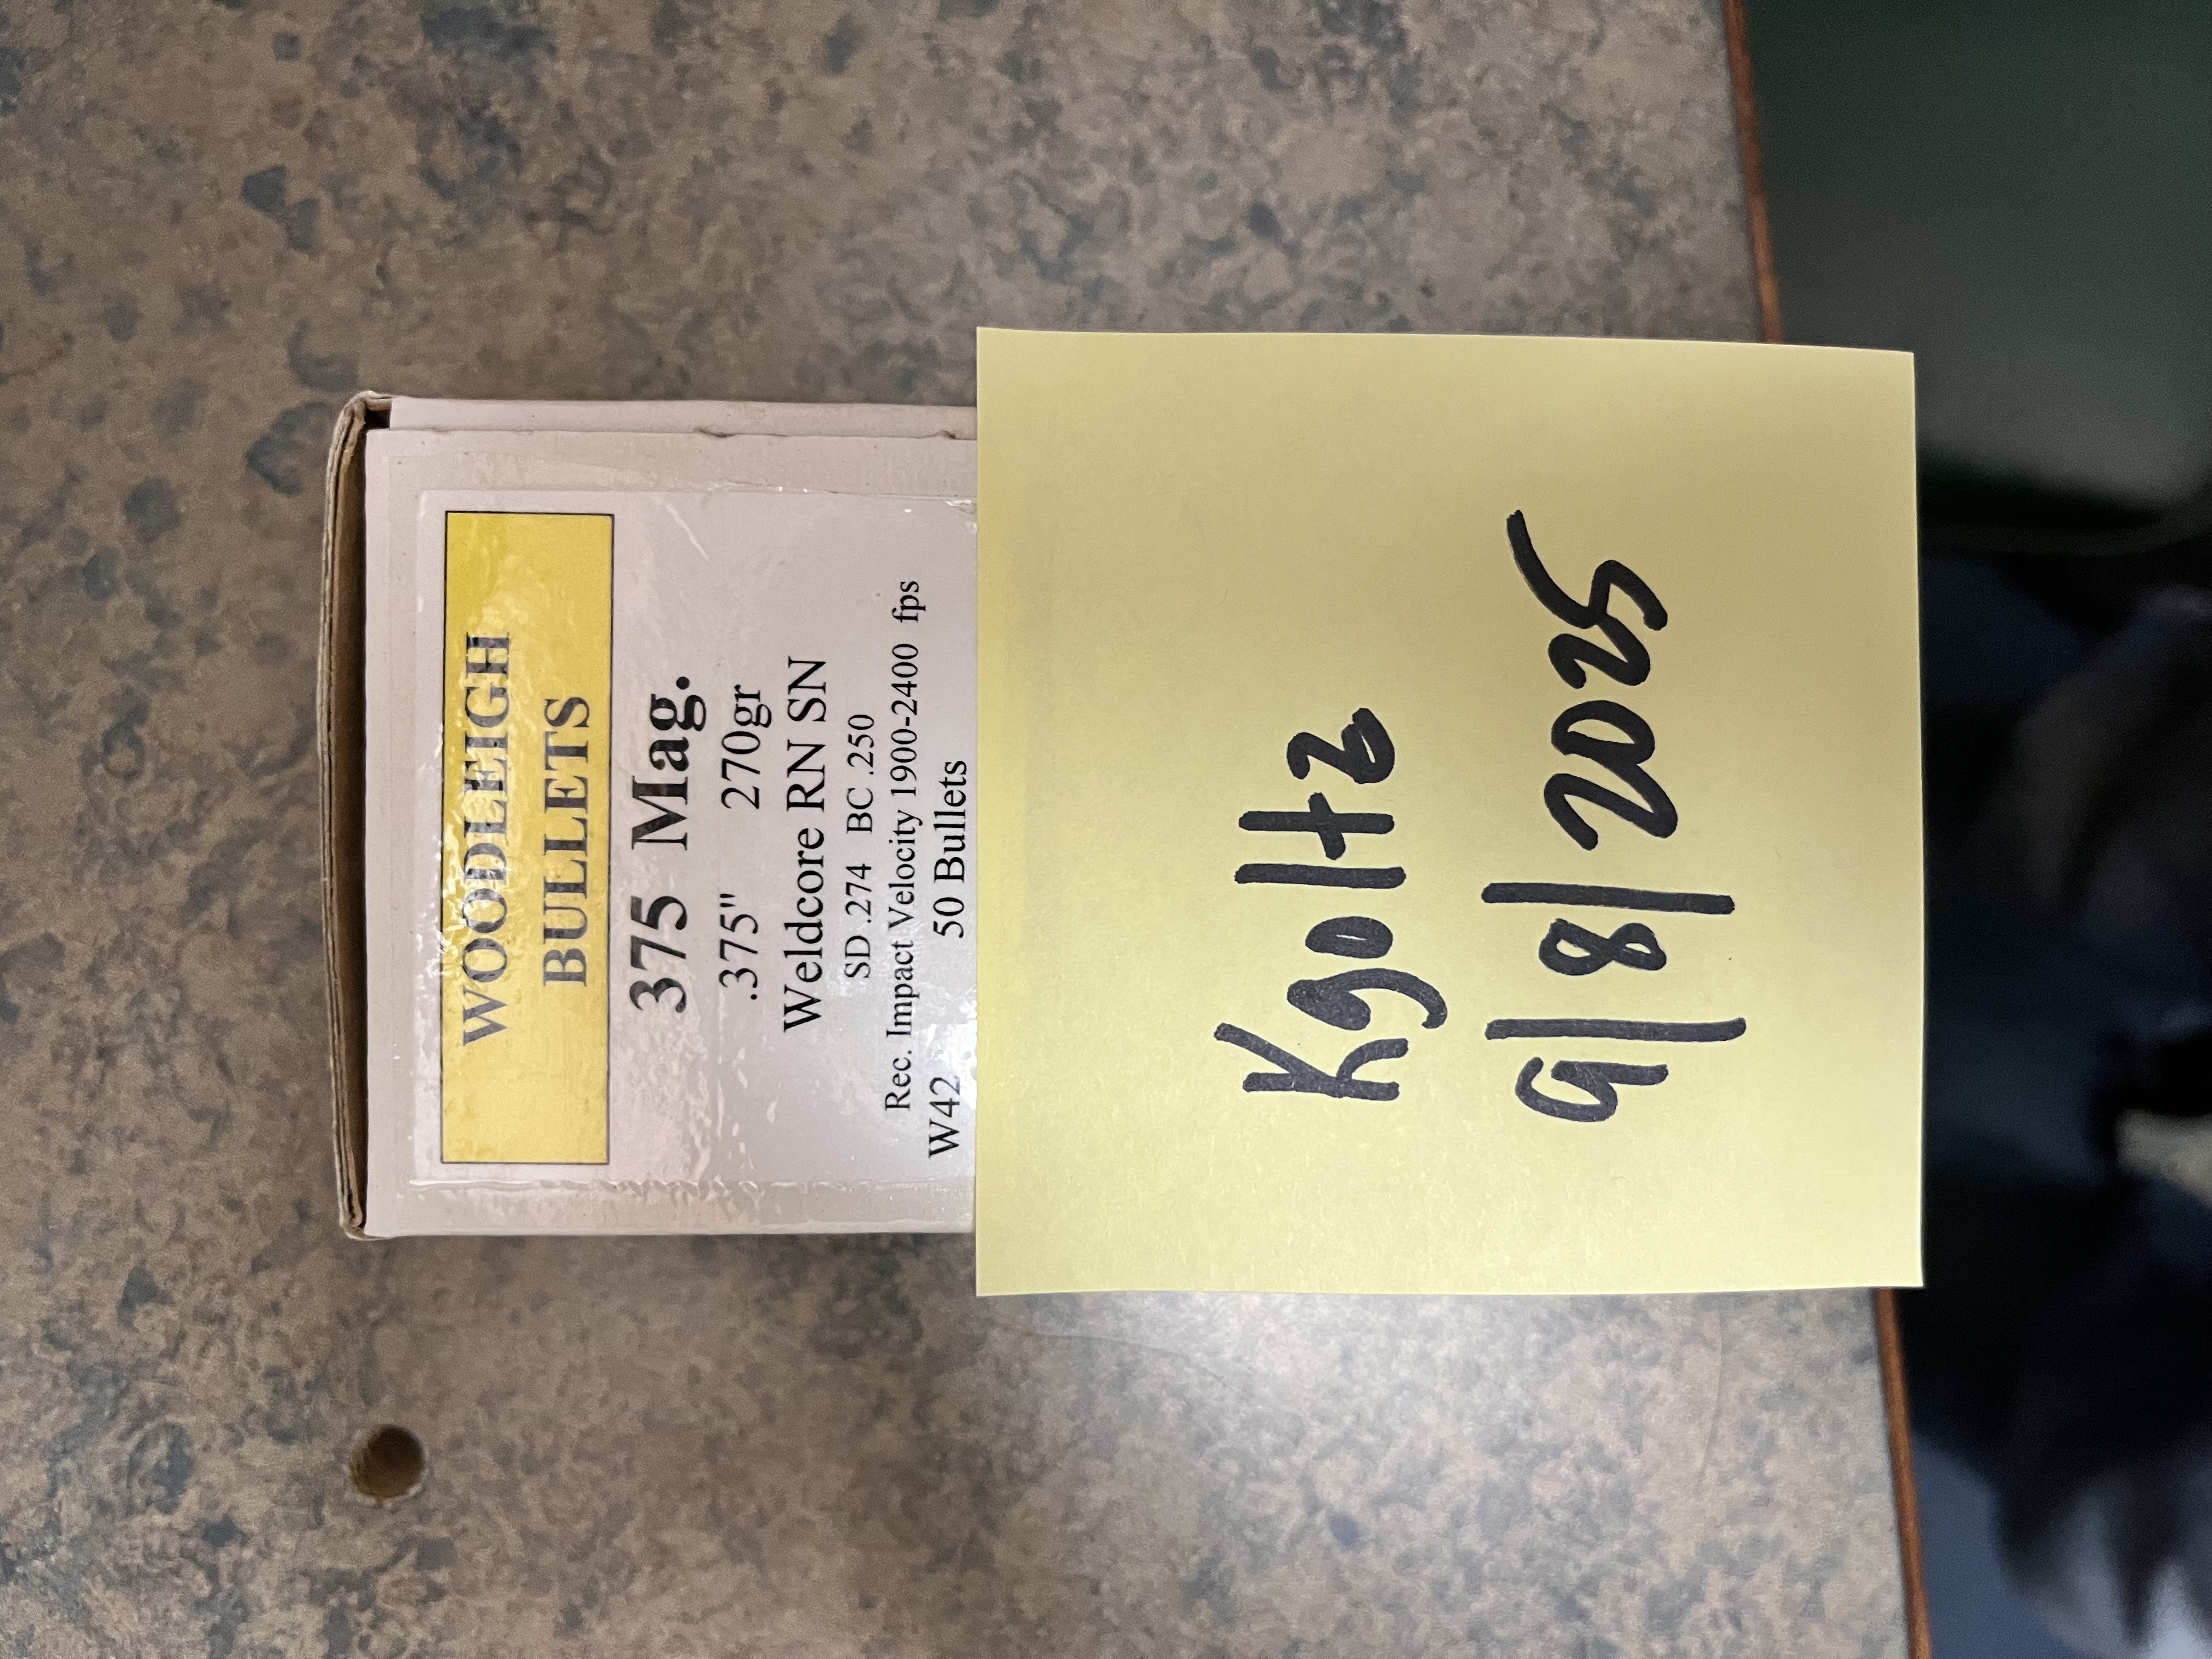 WOODLEIGH
BULLETS
375 Mag.
.375" 270gr
Weldcore RN SN
SD .274 BC .250
Rec. Impact Velocity 1900-2400 fps
W42 50 Bullets
Kgoltz
9/8/2025